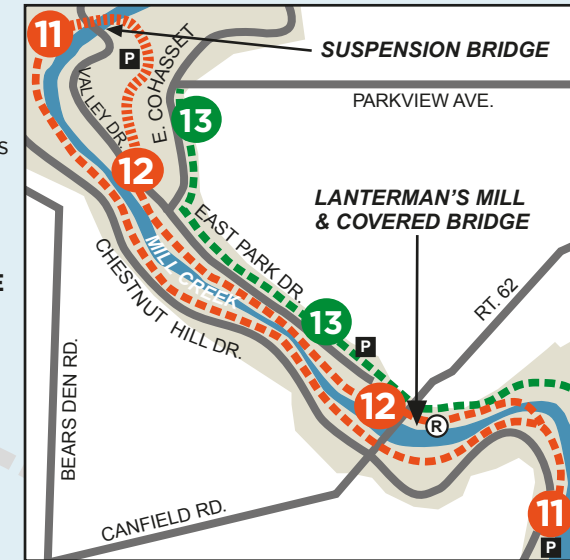 11
SUSPENSION BRIDGE
P
VALLEY DR.
E. COHASSET
PARKVIEW AVE.
13
S
12
LANTERMAN'S MILL
& COVERED BRIDGE
EAST PARK DR.
MILL CREEK
CHESTNUT HILL DR.
E
RT. 62
13
P
BEARS DEN RD.
12
R
CANFIELD RD.
11
P